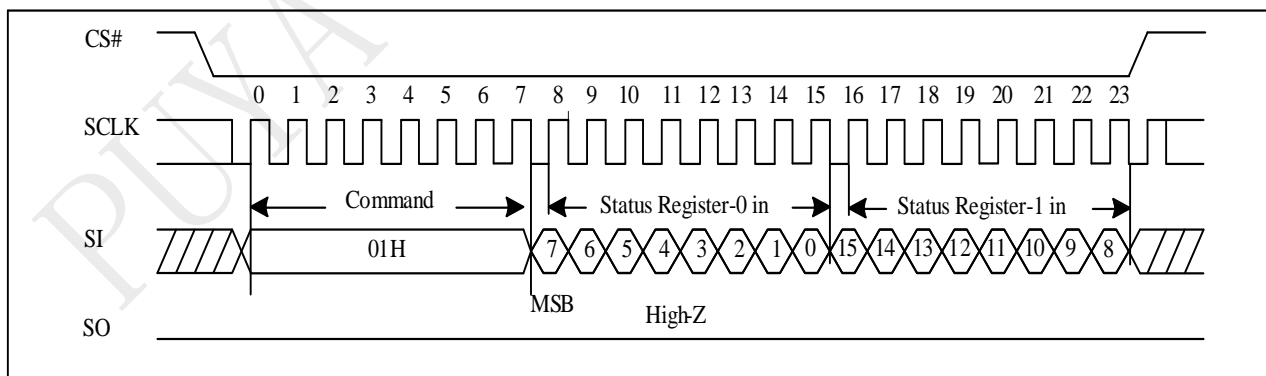 PUYA
CS#
0 1 2 3 4 5 6 7 8 9 10 11 12 13 14 15 16 17 18 19 20 21 22 23
SCLK
Command Status Register-0 in Status Register-1 in
SI
01H 7 6 5 4 3 2 1 0 15 14 13 12 11 10 9 8
MSB
High-Z
SO